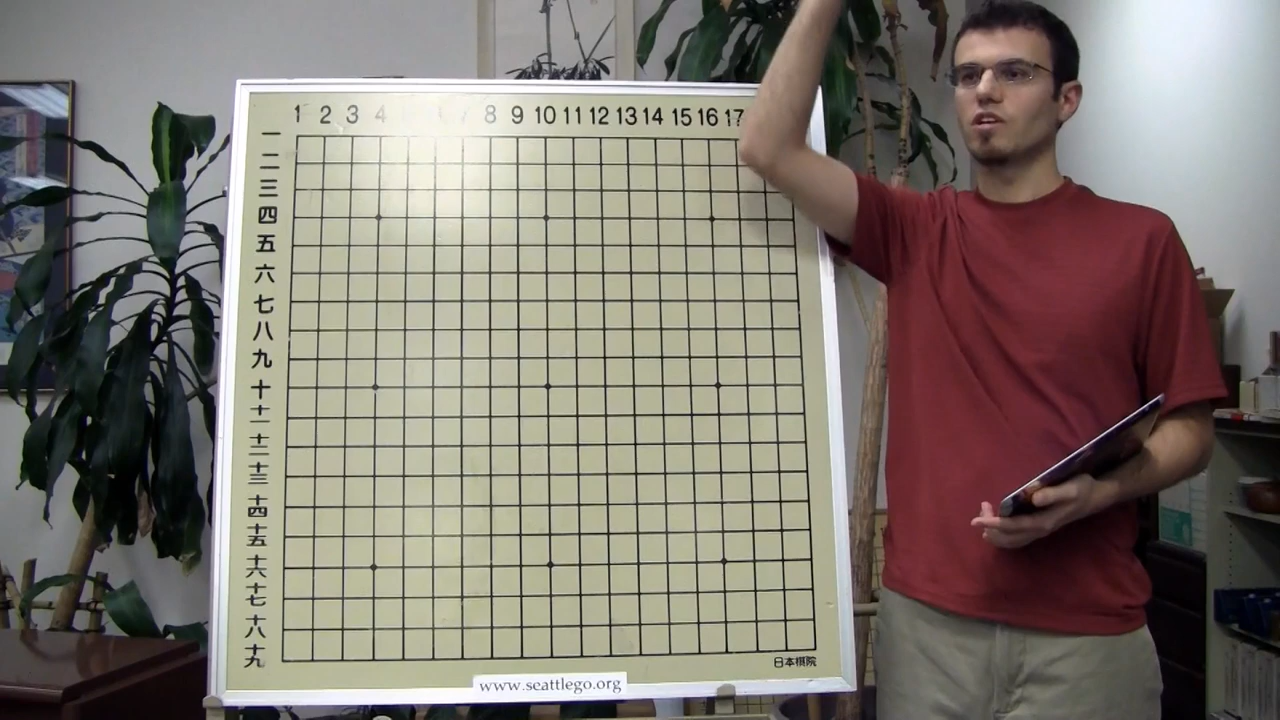 1 2 3 4 8 9 10 11 12 13 14 15 16 17
一
二
三
四
五
六
七
八
九
十
十一
十二
十三
十四
十五
十六
十七
十八
十九
日本棋院
www.seattlego.org